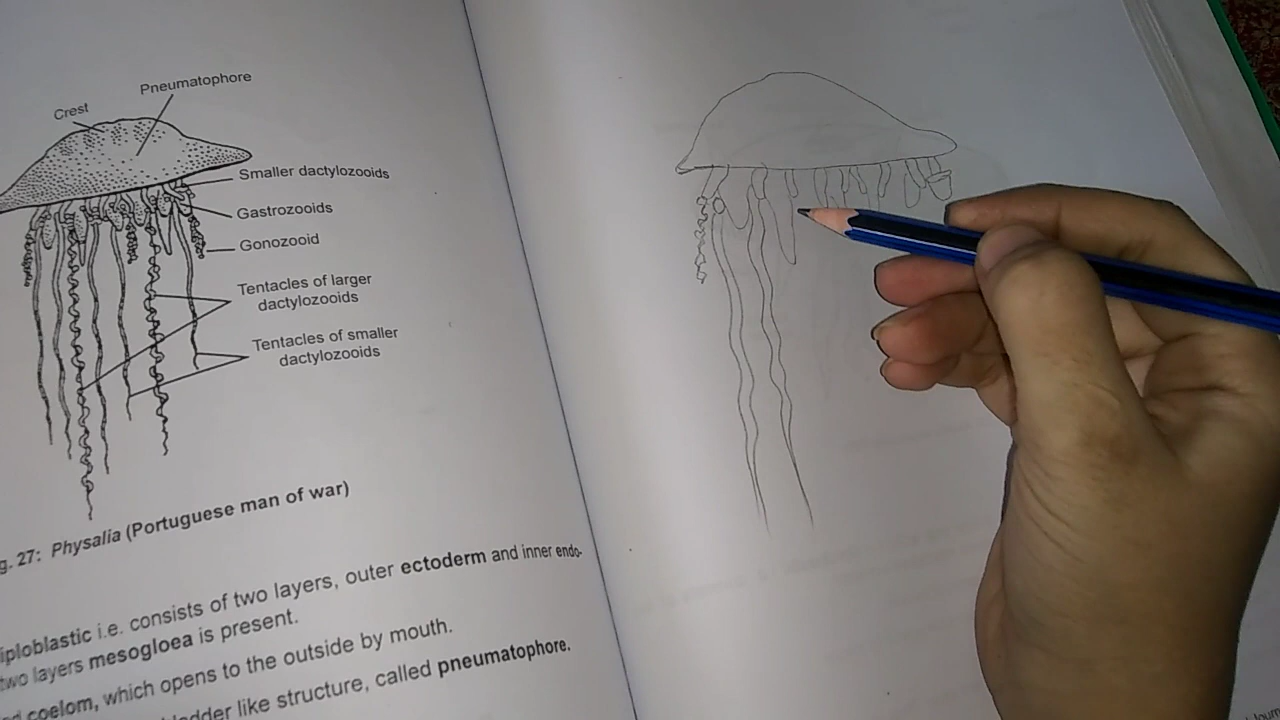 Pneumatophore
Crest
Smaller dactylozooids
Gastrozooids
Gonozooid
Tentacles of larger
dactylozooids
Tentacles of smaller
dactylozooids
g. 27: Physalia (Portuguese man of war)
iploblastic i.e. consists of two layers, outer ectoderm and inner endo-
two layers mesogloea is present.
coelom, which opens to the outside by mouth.
ladder like structure, called pneumatophore.